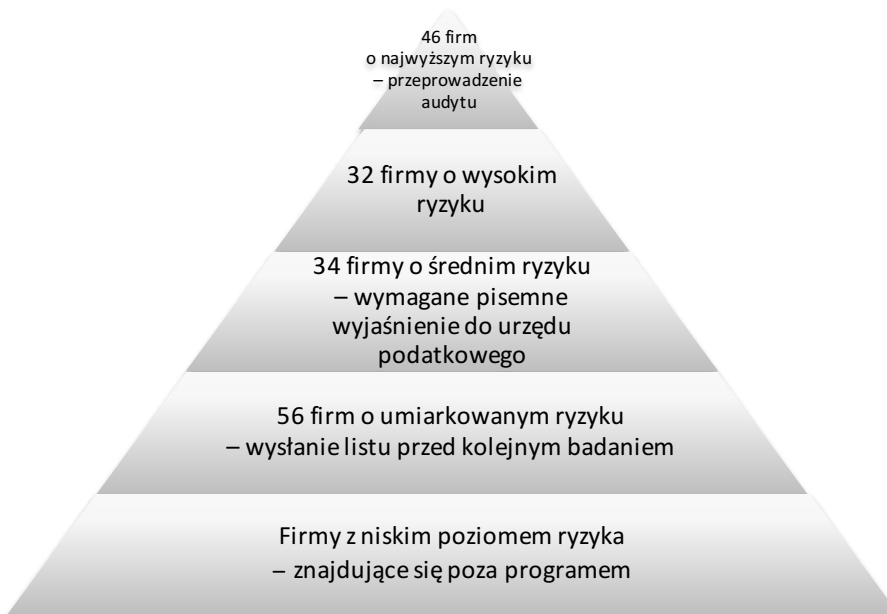 46 firm
o najwyższym ryzyku
– przeprowadzenie
audytu
32 firmy o wysokim
ryzyku
34 firmy o średnim ryzyku
– wymagane pisemne
wyjaśnienie do urzędu
podatkowego
56 firm o umiarkowanym ryzyku
– wysłanie listu przed kolejnym badaniem
Firmy z niskim poziomem ryzyka
– znajdujące się poza programem